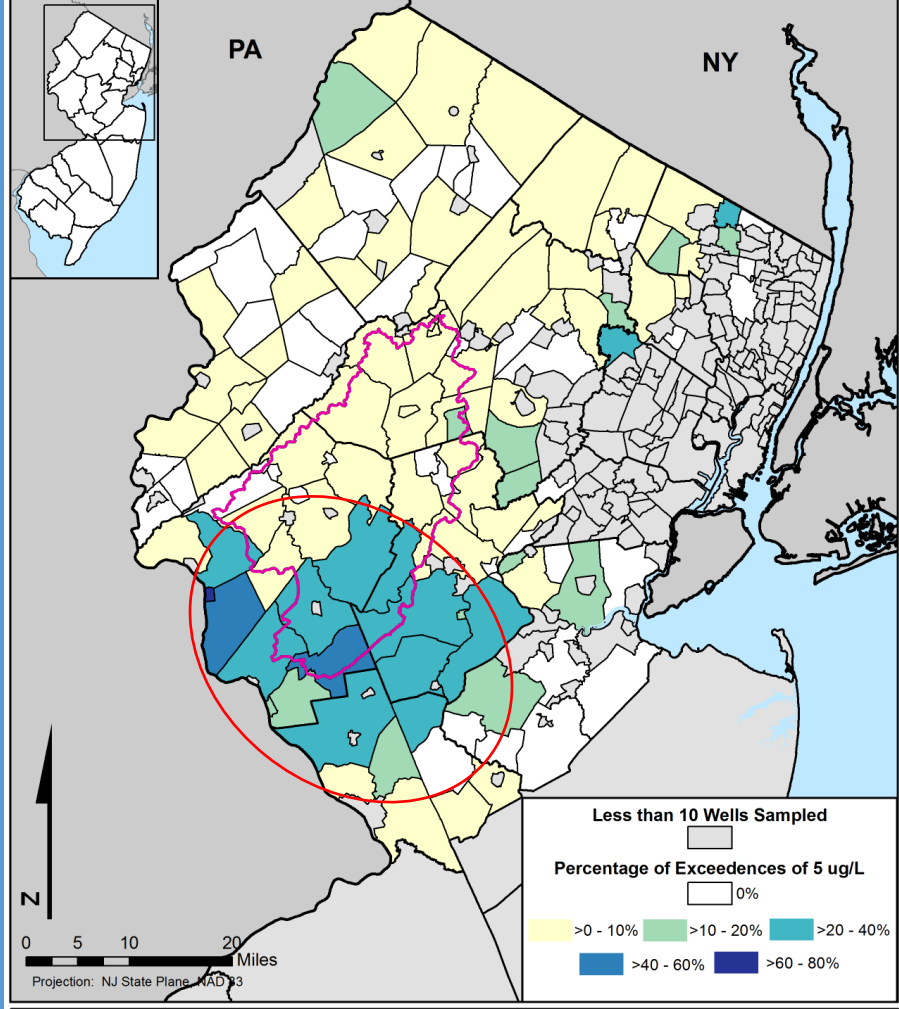 PA
NY
Less than 10 Wells Sampled
Percentage of Exceedences of 5 ug/L
0%
>0 - 10%
>10 - 20%
>20 - 40%
>40 - 60%
>60 - 80%
N
0 5 10 20
Miles
Projection: NJ State Plane, NAD 83